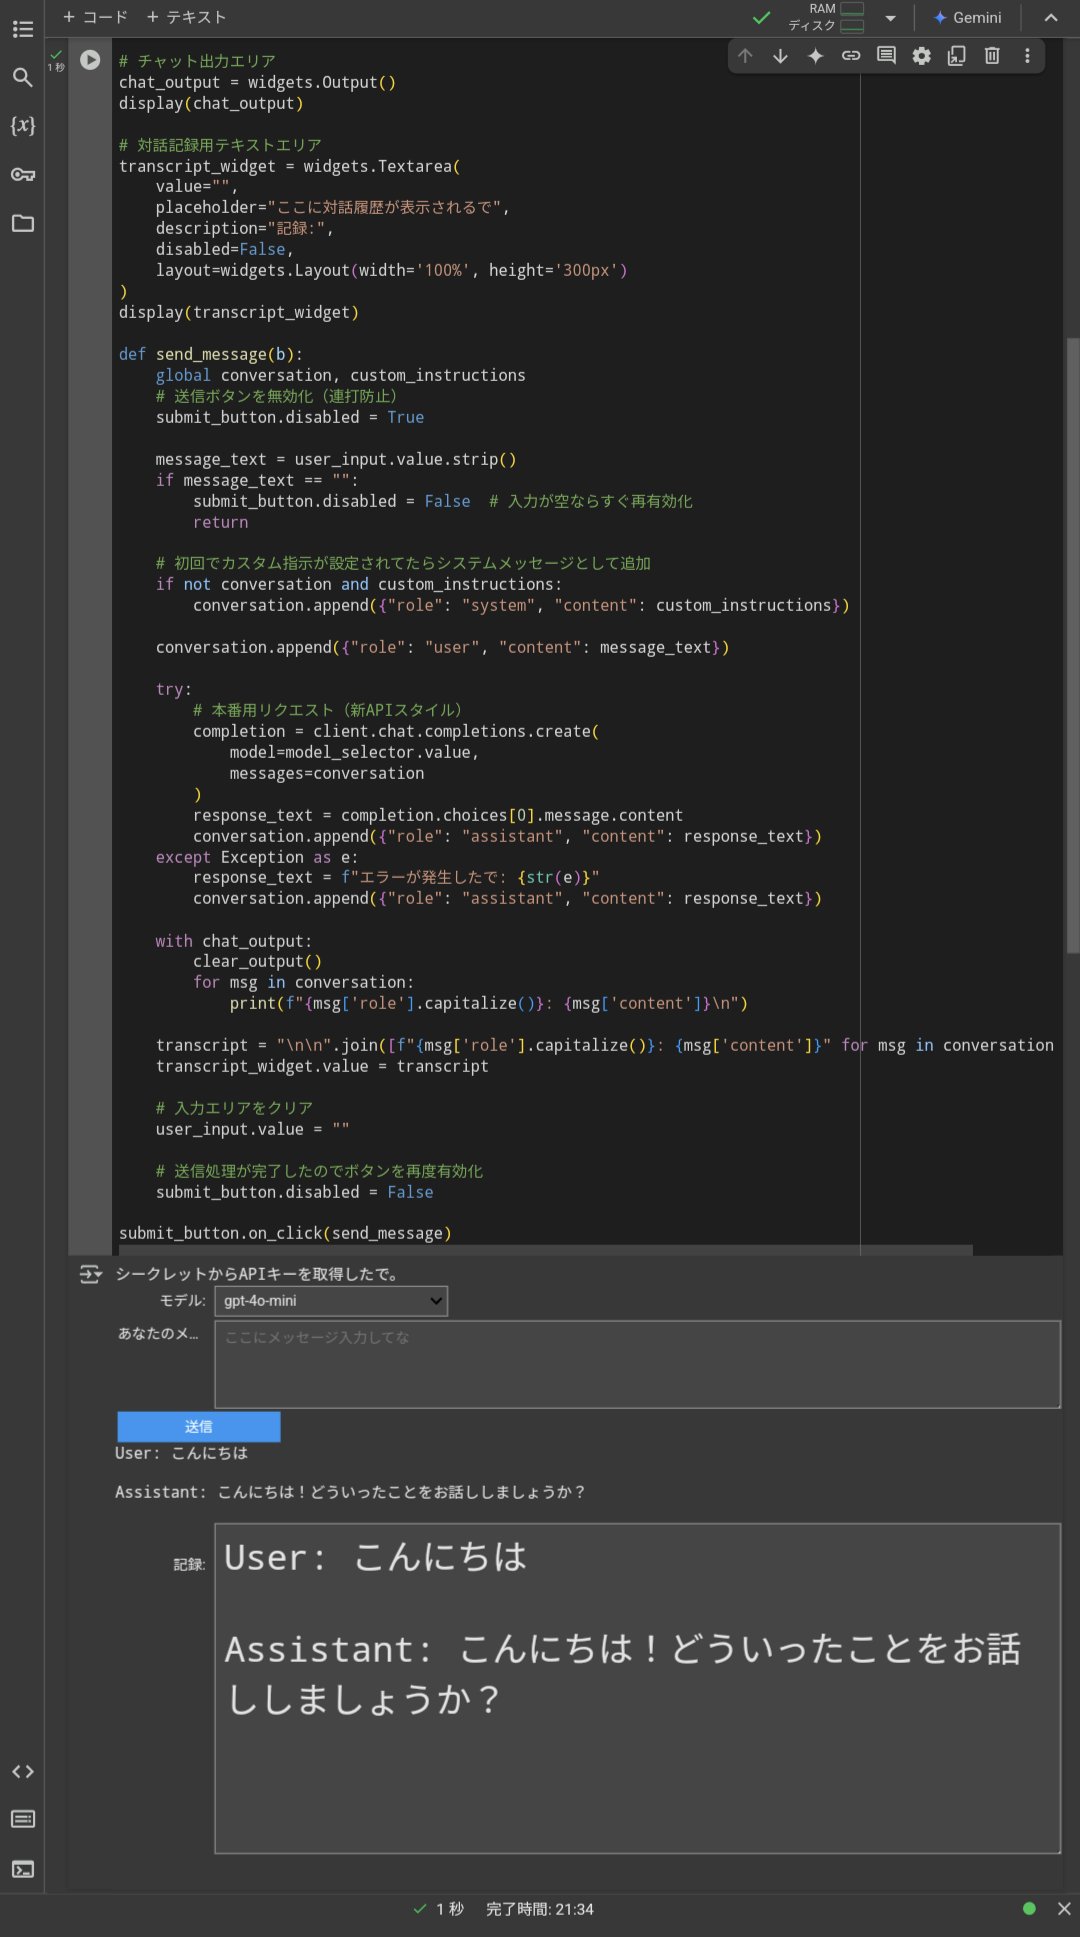 + コード + テキスト
RAM
ディスク
Gemini
{x}
1 秒
# チャット出力エリア
chat_output = widgets.Output()
display(chat_output)
# 対話記録用テキストエリア
transcript_widget = widgets.Textarea(
    value="",
    placeholder="ここに対話履歴が表示されるで",
    description="記録:",
    disabled=False,
    layout=widgets.Layout(width='100%', height='300px')
)
display(transcript_widget)
def send_message(b):
    global conversation, custom_instructions
    # 送信ボタンを無効化（連打防止）
    submit_button.disabled = True
    message_text = user_input.value.strip()
    if message_text == "":
        submit_button.disabled = False  # 入力が空ならすぐ再有効化
        return
    # 初回でカスタム指示が設定されてたらシステムメッセージとして追加
    if not conversation and custom_instructions:
        conversation.append({"role": "system", "content": custom_instructions})
    conversation.append({"role": "user", "content": message_text})
    try:
        # 本番用リクエスト（新APIスタイル）
        completion = client.chat.completions.create(
            model=model_selector.value,
            messages=conversation
        )
        response_text = completion.choices[0].message.content
        conversation.append({"role": "assistant", "content": response_text})
    except Exception as e:
        response_text = f"エラーが発生したで: {str(e)}"
        conversation.append({"role": "assistant", "content": response_text})
    with chat_output:
        clear_output()
        for msg in conversation:
            print(f"{msg['role'].capitalize()}: {msg['content']}\n")
    transcript = "\n\n".join([f"{msg['role'].capitalize()}: {msg['content']}" for msg in conversation
    transcript_widget.value = transcript
    # 入力エリアをクリア
    user_input.value = ""
    # 送信処理が完了したのでボタンを再度有効化
    submit_button.disabled = False
submit_button.on_click(send_message)
シークレットからAPIキーを取得したで。
モデル: gpt-4o-mini
あなたのメ... ここにメッセージ入力してな
送信
User: こんにちは
Assistant: こんにちは！どういったことをお話ししましょうか？
記録: User: こんにちは
Assistant: こんにちは！どういったことをお話
ししましょうか？
1 秒 完了時間: 21:34